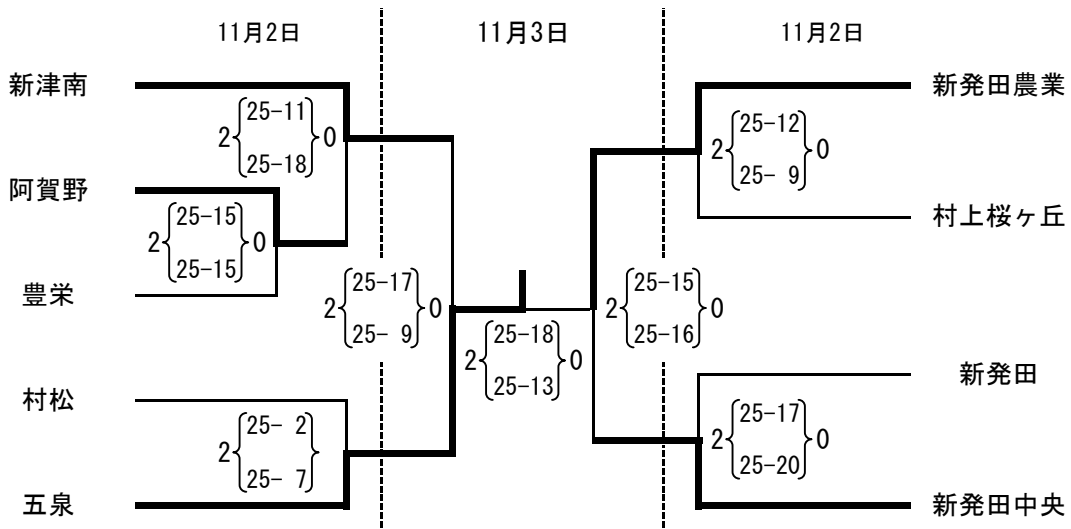 11月2日
11月3日
11月2日
新津南
新発田農業
25-11
2
0
25-18
25-12
2
0
25- 9
阿賀野
村上桜ヶ丘
25-15
2
0
25-15
豊栄
25-17
2
0
25- 9
25-15
2
0
25-16
25-18
2
0
25-13
新発田
村松
25- 2
2
25- 7
25-17
2
0
25-20
五泉
新発田中央